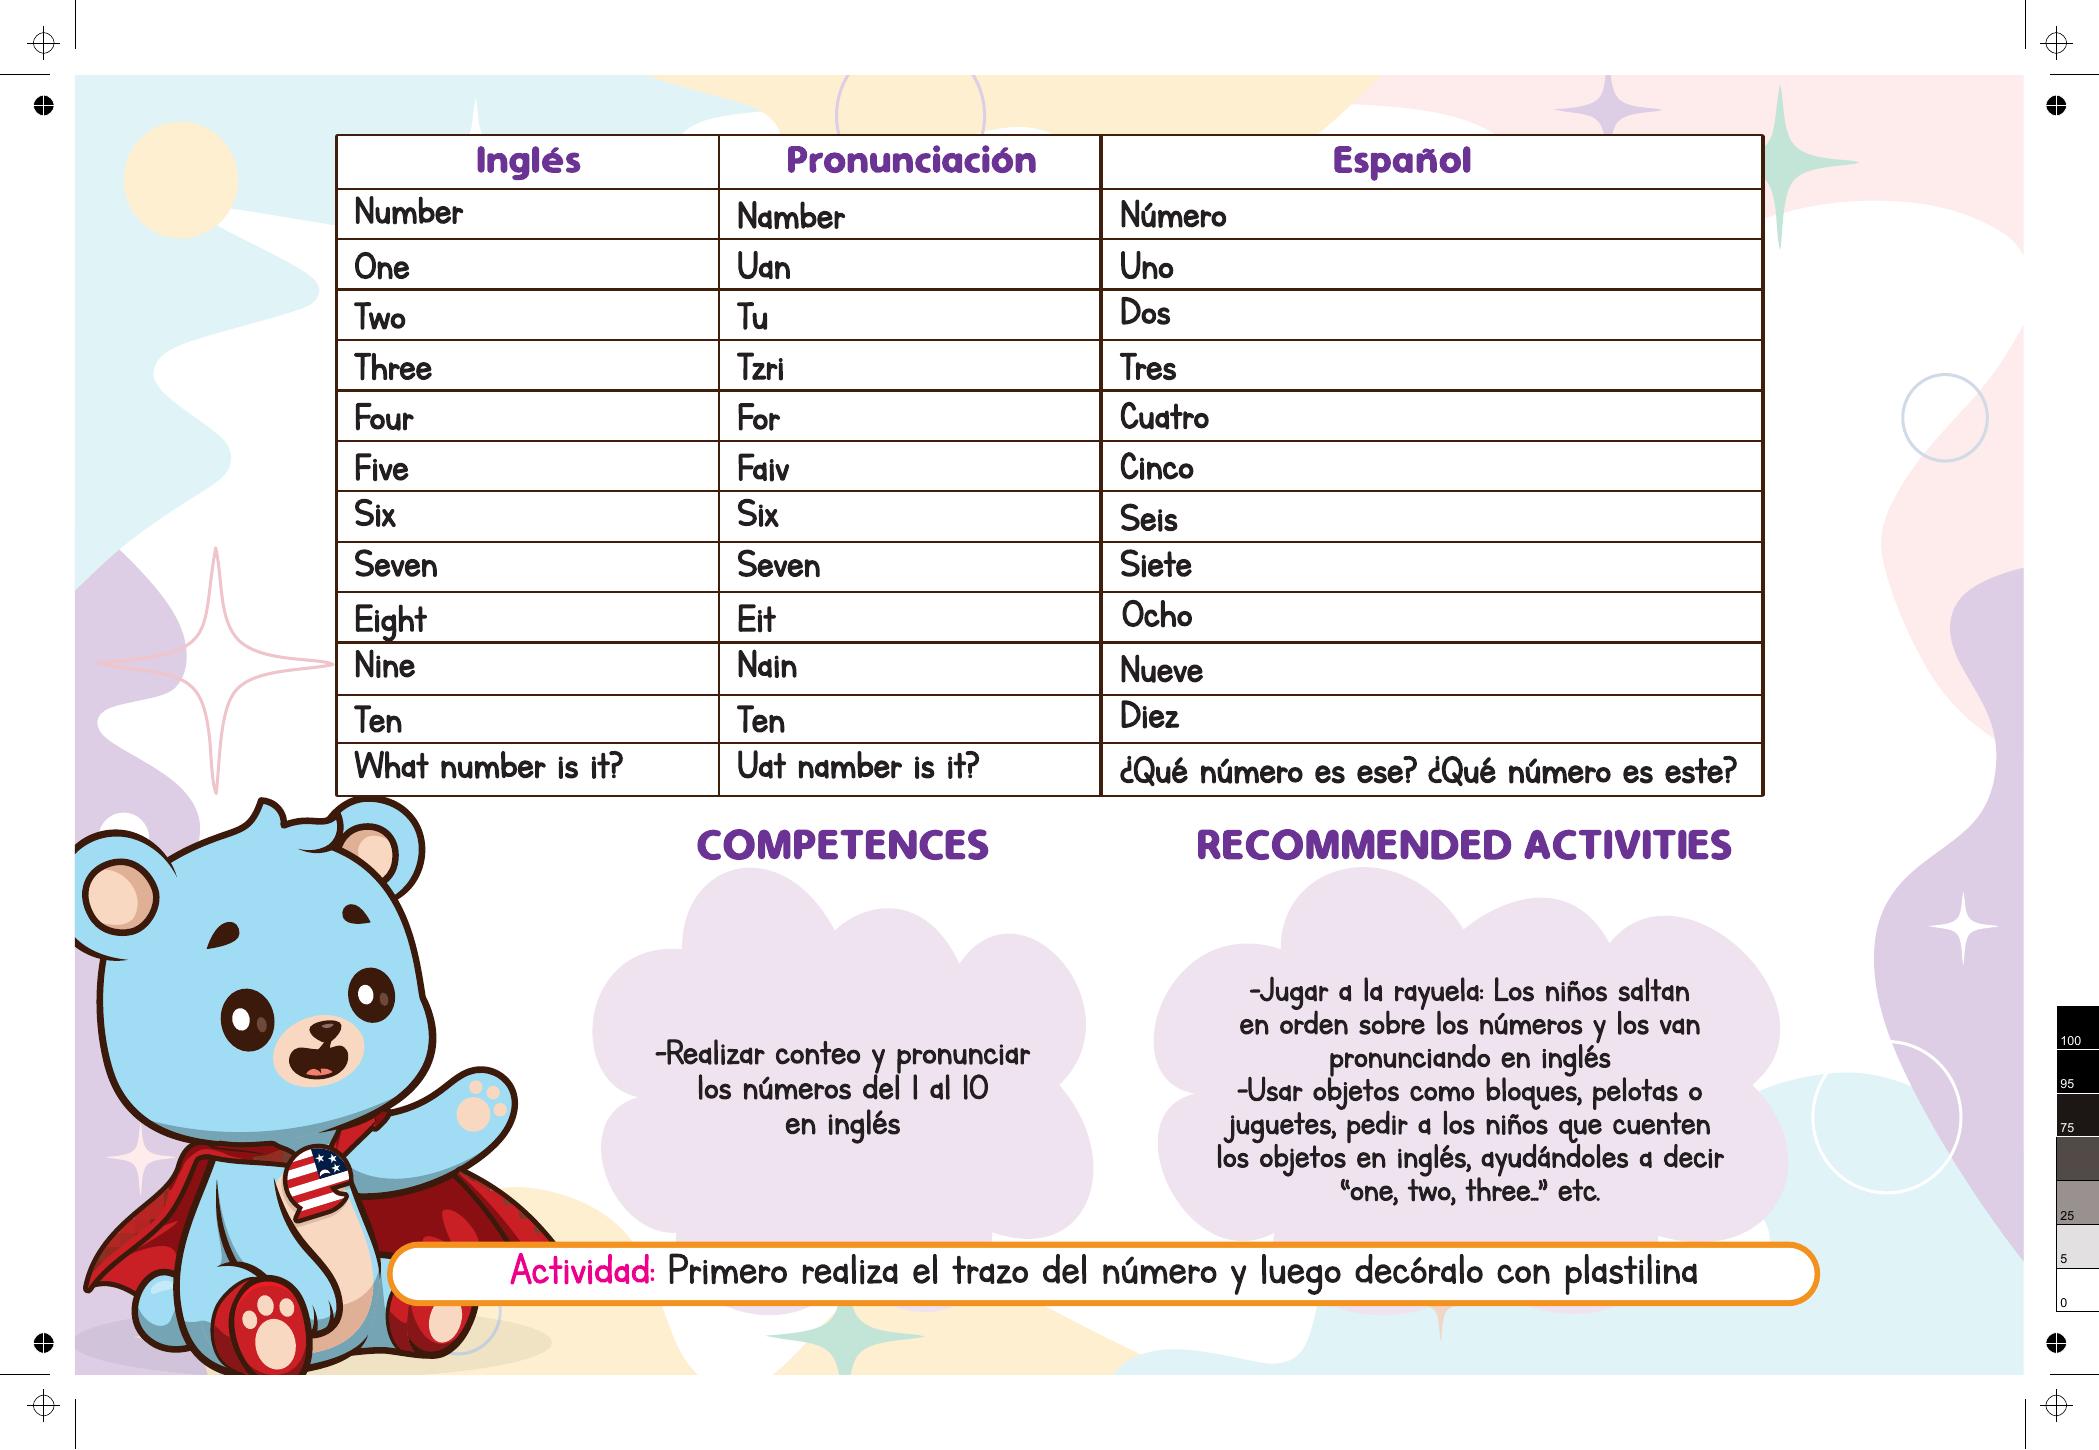 Inglés Pronunciación Español
Number Namber Número
One Uan Uno
Two Tu Dos
Three Tzri Tres
Four For Cuatro
Five Faiv Cinco
Six Six Seis
Seven Seven Siete
Eight Eit Ocho
Nine Nain Nueve
Ten Ten Diez
What number is it? Uat namber is it? ¿Qué número es ese? ¿Qué número es este?
COMPETENCES
-Realizar conteo y pronunciar
los números del 1 al 10
en inglés
RECOMMENDED ACTIVITIES
-Jugar a la rayuela: Los niños saltan
en orden sobre los números y los van
pronunciando en inglés
-Usar objetos como bloques, pelotas o
juguetes, pedir a los niños que cuenten
los objetos en inglés, ayudándoles a decir
“one, two, three...” etc.
Actividad: Primero realiza el trazo del número y luego decóralo con plastilina
100
95
75
25
5
0